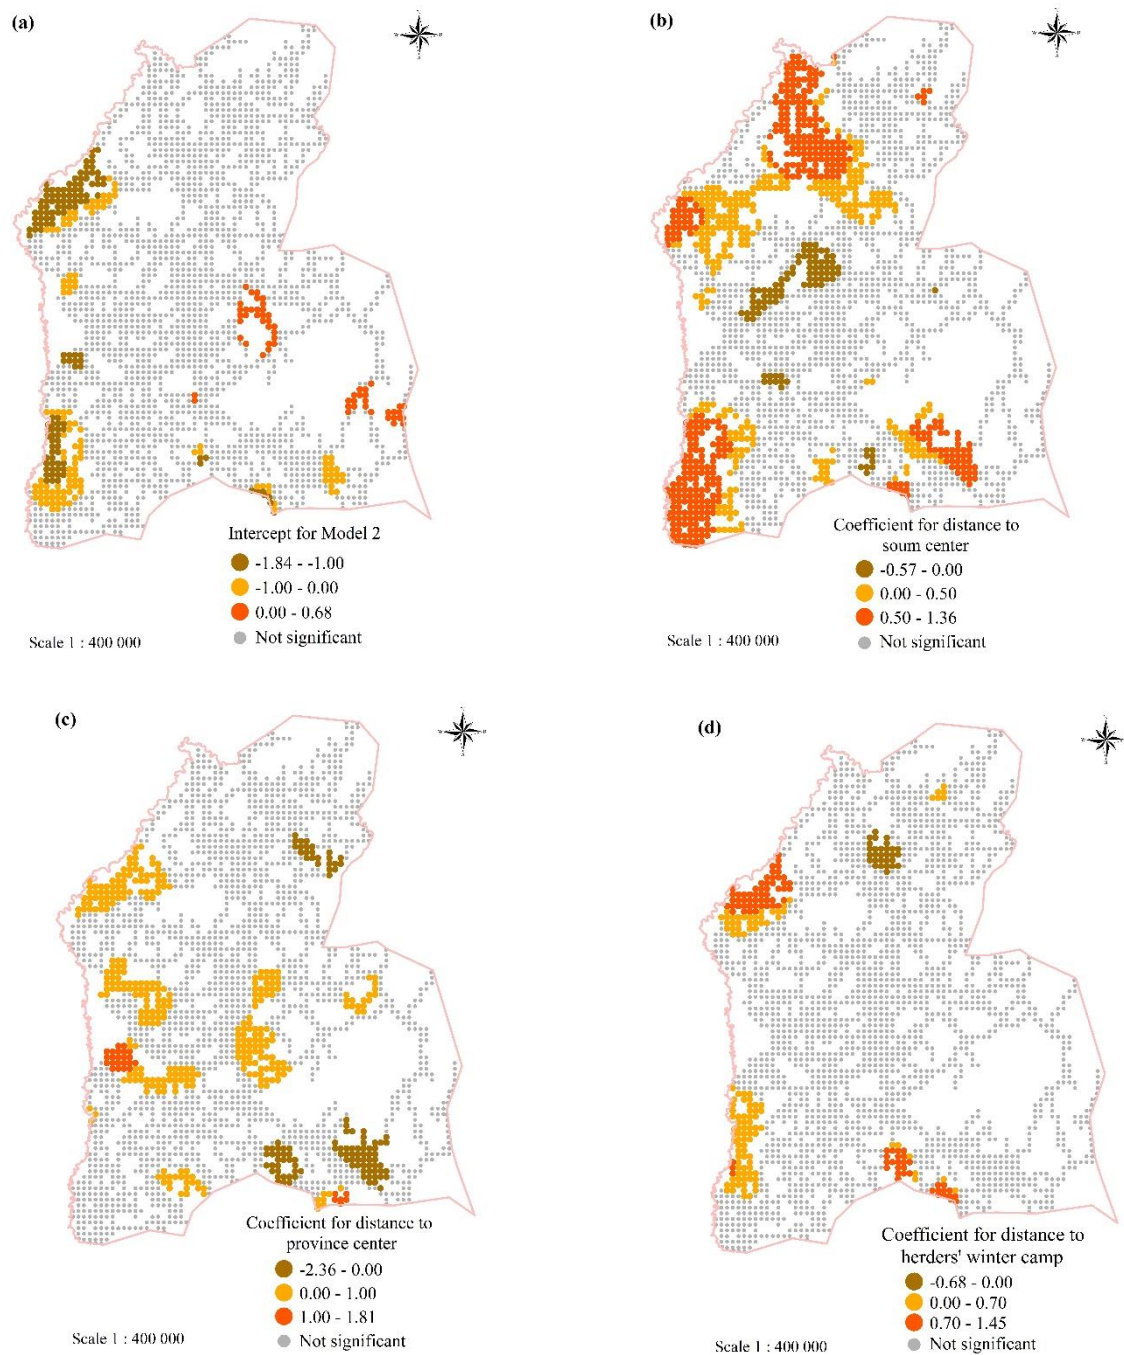 (a)
Intercept for Model 2
-1.84 - -1.00
-1.00 - 0.00
0.00 - 0.68
Not significant
Scale 1 : 400 000
(b)
Coefficient for distance to
soum center
-0.57 - 0.00
0.00 - 0.50
0.50 - 1.36
Not significant
Scale 1 : 400 000
(c)
Coefficient for distance to
province center
-2.36 - 0.00
0.00 - 1.00
1.00 - 1.81
Not significant
Scale 1 : 400 000
(d)
Coefficient for distance to
herders' winter camp
-0.68 - 0.00
0.00 - 0.70
0.70 - 1.45
Not significant
Scale 1 : 400 000